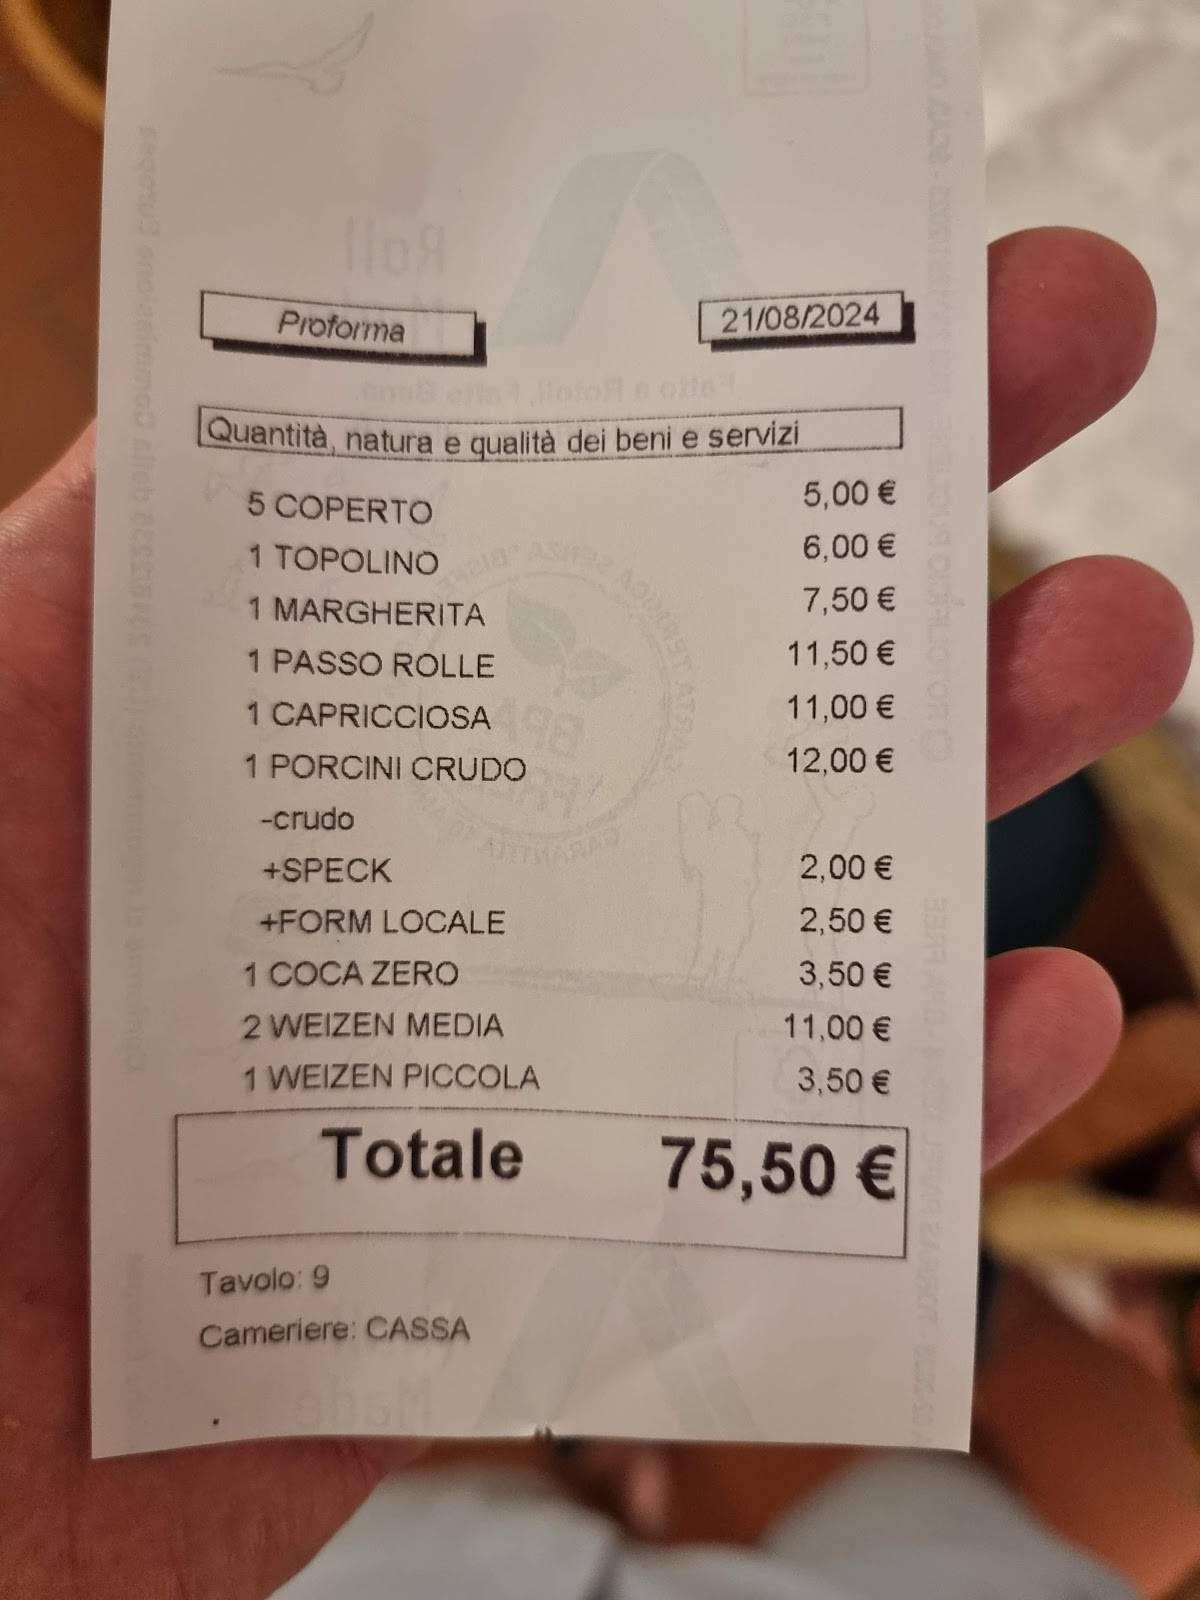 Proforma 21/08/2024
Quantità, natura e qualità dei beni e servizi
5 COPERTO 5,00 €
1 TOPOLINO 6,00 €
1 MARGHERITA 7,50 €
1 PASSO ROLLE 11,50 €
1 CAPRICCIOSA 11,00 €
1 PORCINI CRUDO 12,00 €
-crudo
+SPECK 2,00 €
+FORM LOCALE 2,50 €
1 COCA ZERO 3,50 €
2 WEIZEN MEDIA 11,00 €
1 WEIZEN PICCOLA 3,50 €
Totale 75,50 €
Tavolo: 9
Cameriere: CASSA